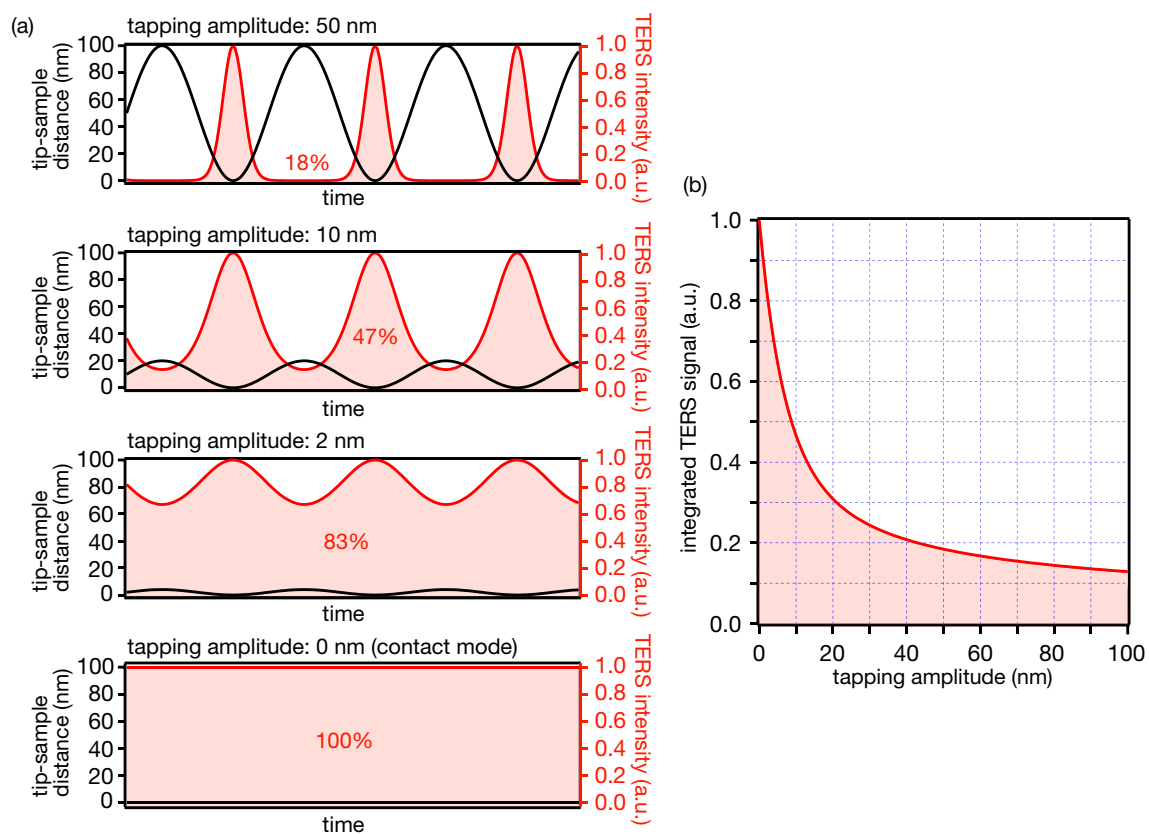 (a)
tapping amplitude: 50 nm
tip-sample
distance (nm)
100
80
60
40
20
0
18%
1.0
0.8
0.6
0.4
0.2
0.0
TERS intensity (a.u.)
time
tapping amplitude: 10 nm
tip-sample
distance (nm)
100
80
60
40
20
0
47%
1.0
0.8
0.6
0.4
0.2
0.0
TERS intensity (a.u.)
time
tapping amplitude: 2 nm
tip-sample
distance (nm)
100
80
60
40
20
0
83%
1.0
0.8
0.6
0.4
0.2
0.0
TERS intensity (a.u.)
time
tapping amplitude: 0 nm (contact mode)
tip-sample
distance (nm)
100
80
60
40
20
0
100%
1.0
0.8
0.6
0.4
0.2
0.0
TERS intensity (a.u.)
time
(b)
integrated TERS signal (a.u.)
1.0
0.8
0.6
0.4
0.2
0.0
0 20 40 60 80 100
tapping amplitude (nm)